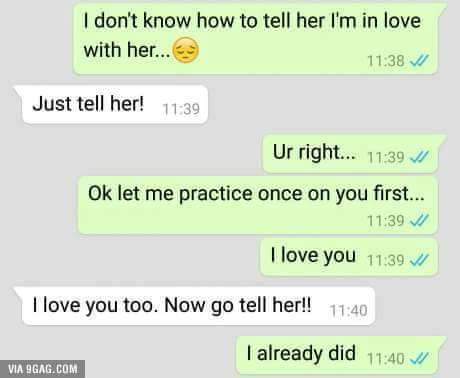 I don't know how to tell her I'm in love
with her...😔
11:38
Just tell her! 11:39
Ur right... 11:39
Ok let me practice once on you first...
11:39
I love you 11:39
I love you too. Now go tell her!! 11:40
I already did 11:40
VIA 9GAG.COM